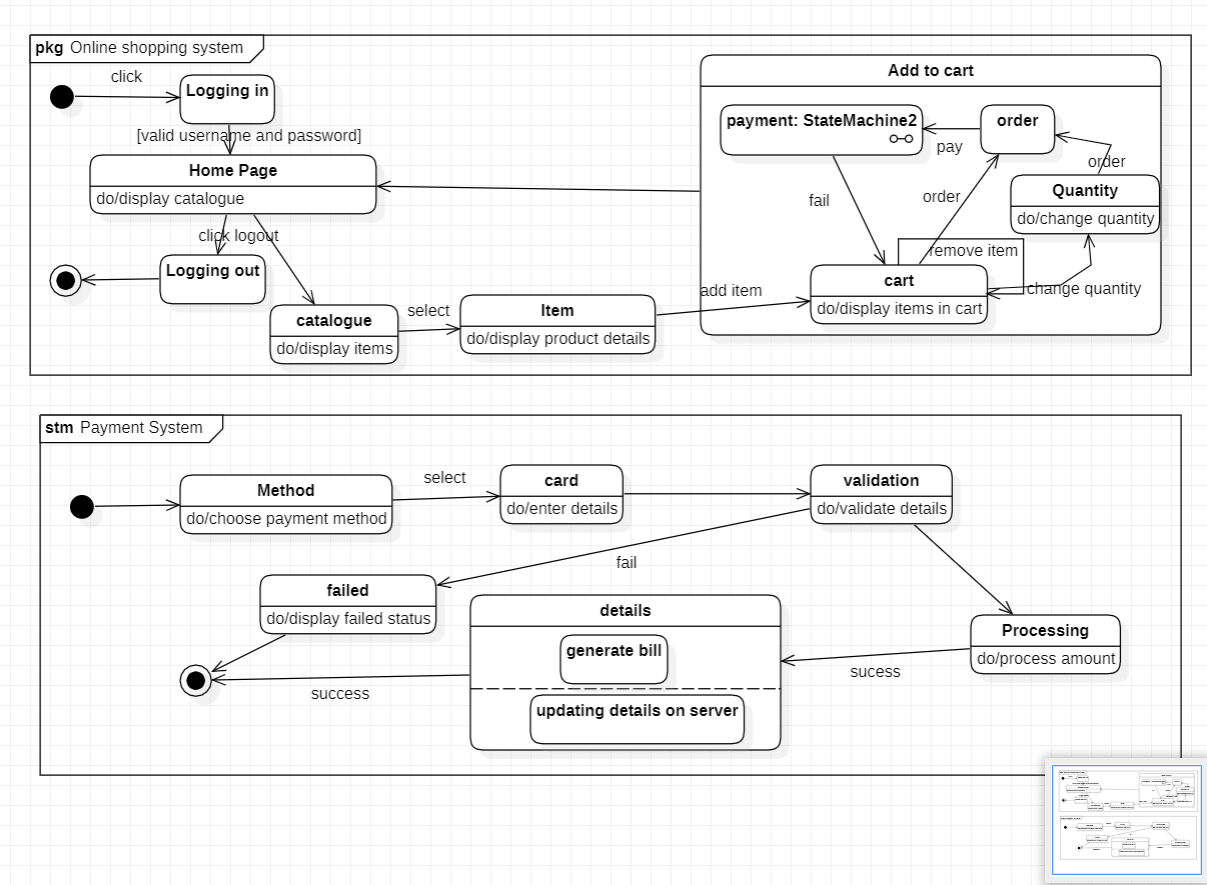 pkg Online shopping system
click
Logging in
[valid username and password]
Home Page
do/display catalogue
click logout
Logging out
catalogue
do/display items
select
Item
do/display product details
add item
Add to cart
payment: StateMachine2
pay
order
order
Quantity
do/change quantity
fail
order
remove item
cart
do/display items in cart
change quantity
stm Payment System
Method
do/choose payment method
select
card
do/enter details
validation
do/validate details
fail
failed
do/display failed status
details
generate bill
updating details on server
Processing
do/process amount
sucess
success